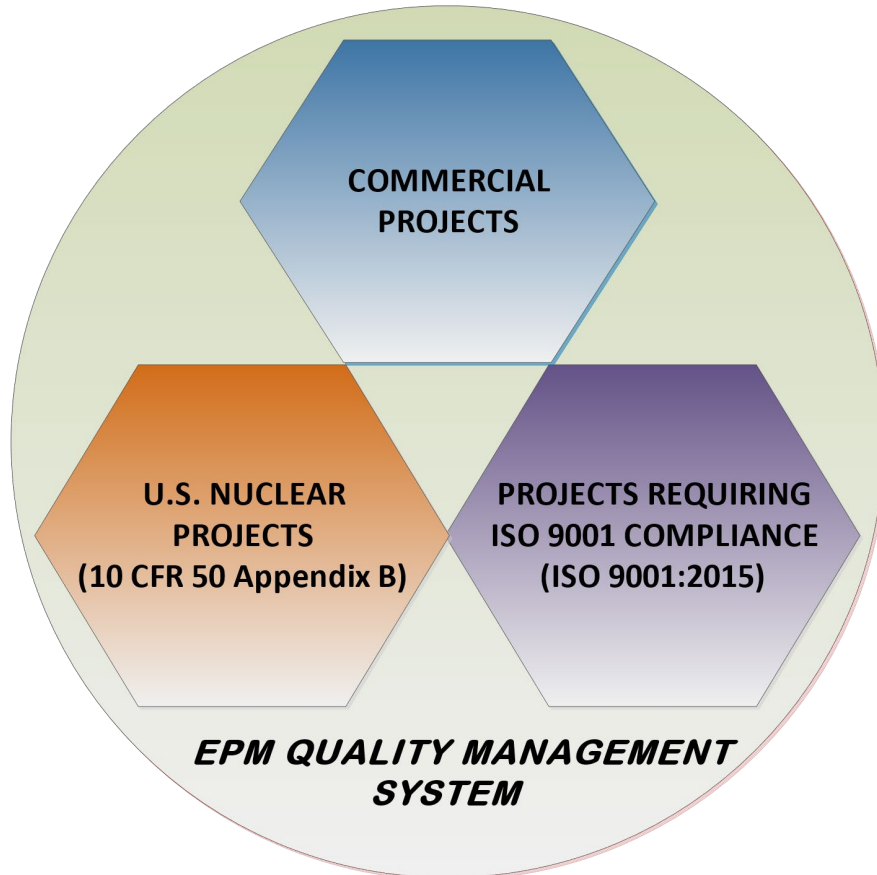 COMMERCIAL
PROJECTS
U.S. NUCLEAR
PROJECTS
(10 CFR 50 Appendix B)
PROJECTS REQUIRING
ISO 9001 COMPLIANCE
(ISO 9001:2015)
EPM QUALITY MANAGEMENT
SYSTEM